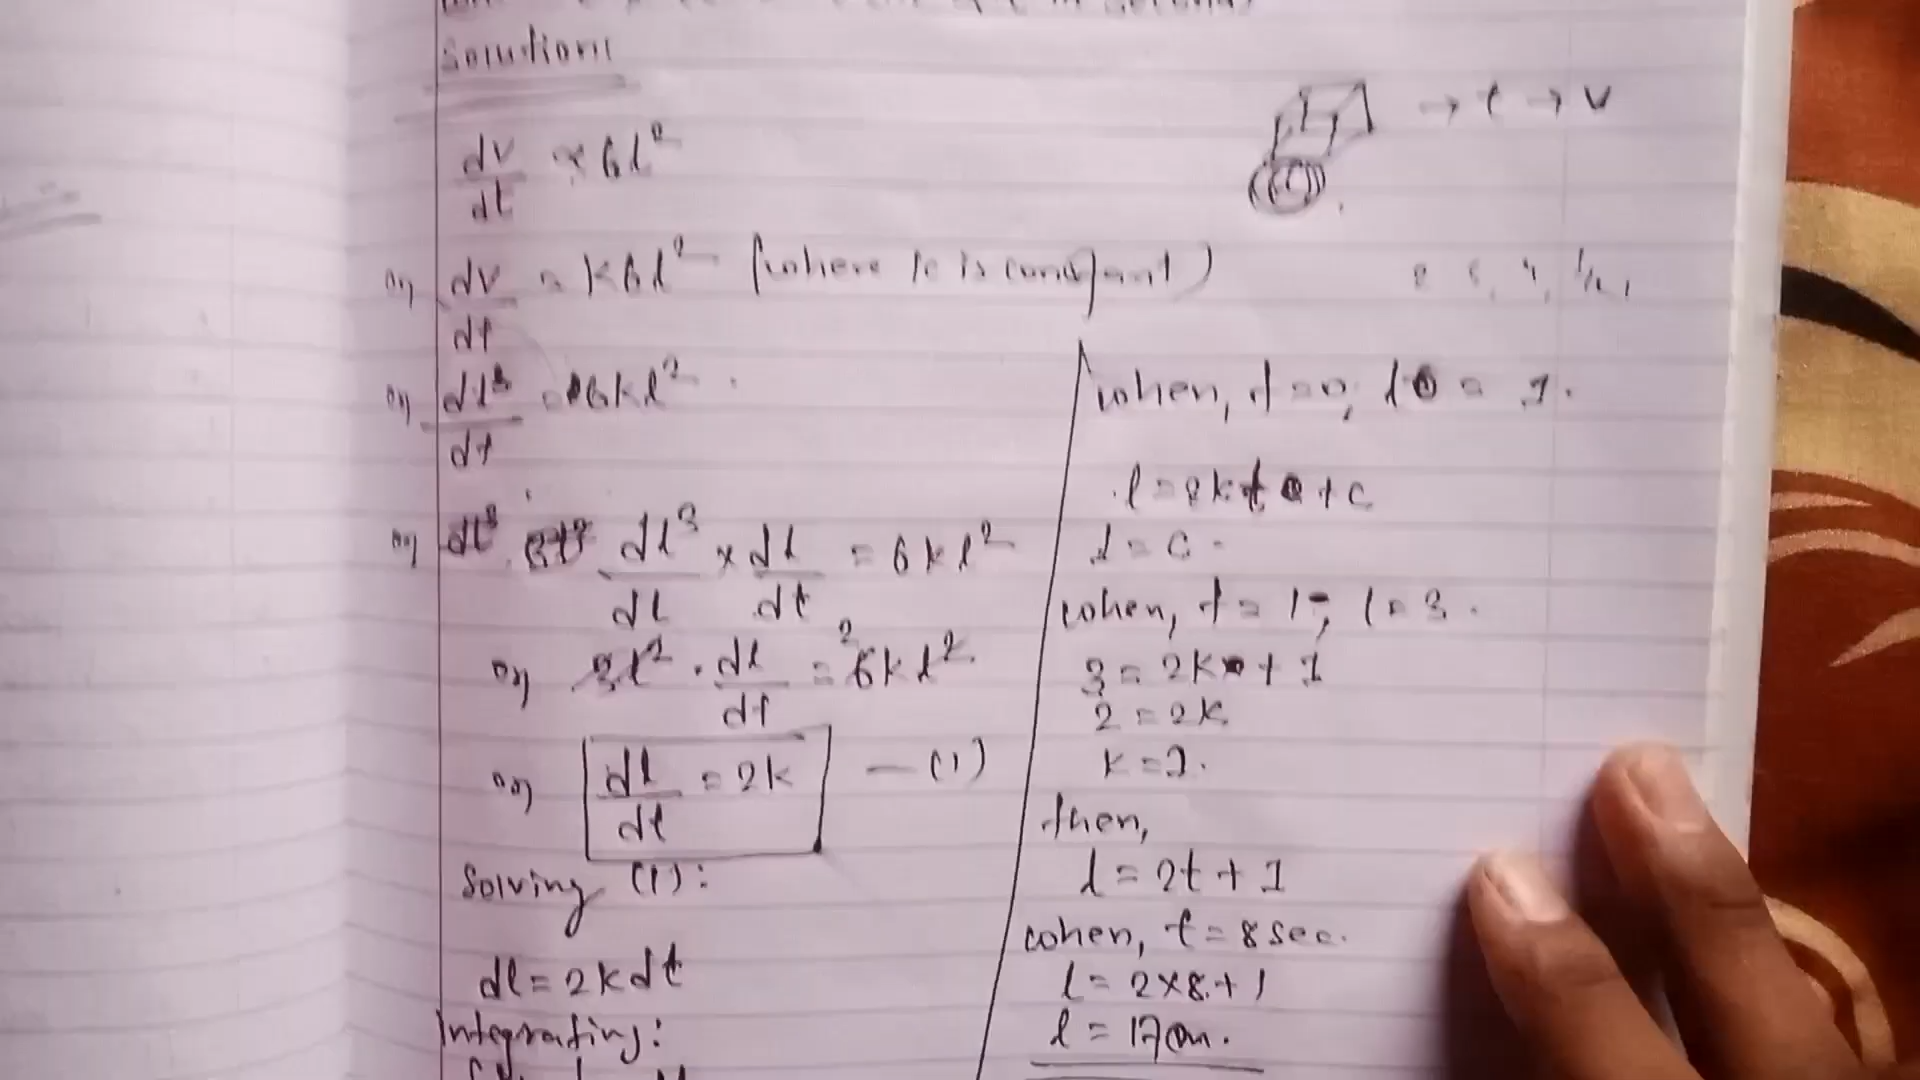 Solution:
dv/dt ∝ 6l²
or, dv/dt = k6l² (where k is constant)
or, dl³/dt = 6kl².
or, dl³/dl × dl/dt = 6kl²
or, 3l² . dl/dt = 6kl² 2
or, dl/dt = 2k — (1)
Solving (1):
dl = 2kdt
Integrating:
→ t → v
when, t = 0, l = 1.
l = 2kt + c
1 = c
when, t = 1, l = 3.
3 = 2k + 1
2 = 2k
k = 1.
then,
l = 2t + 1
when, t = 8 sec.
l = 2×8 + 1
l = 17cm.